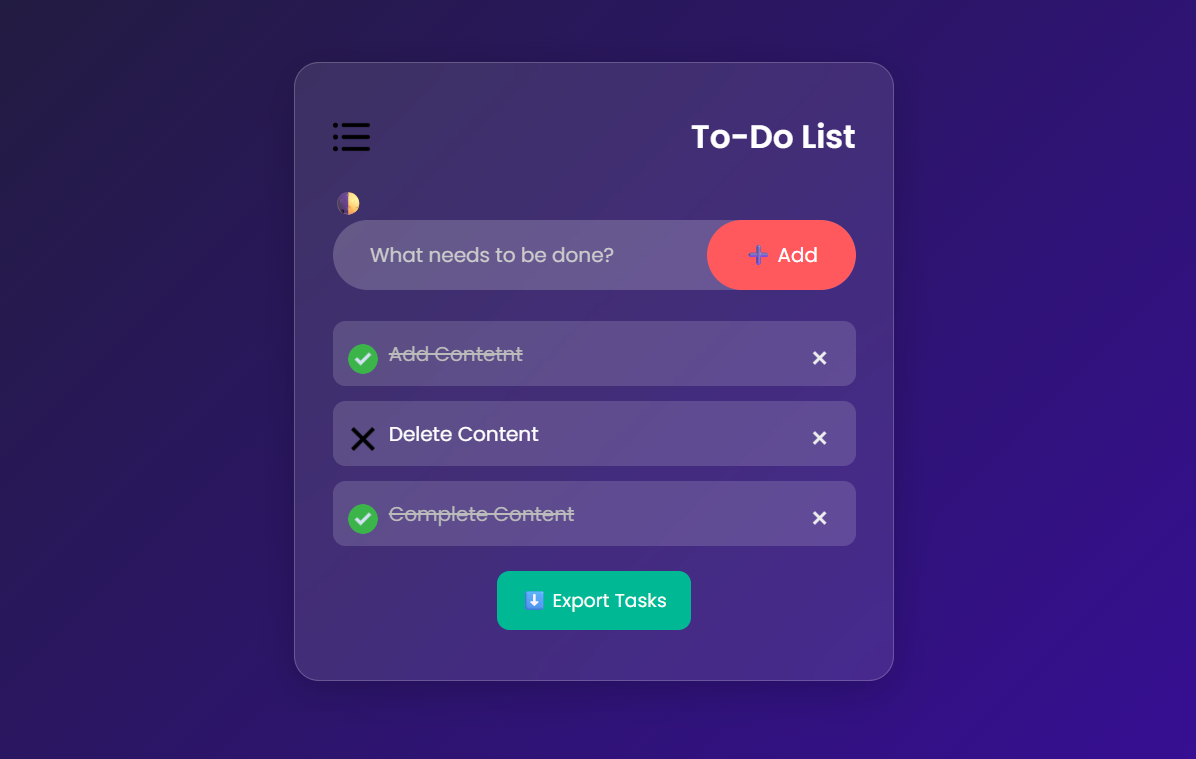 To-Do List
What needs to be done?
➕ Add
Add Contetnt
Delete Content
Complete Content
⬇️ Export Tasks